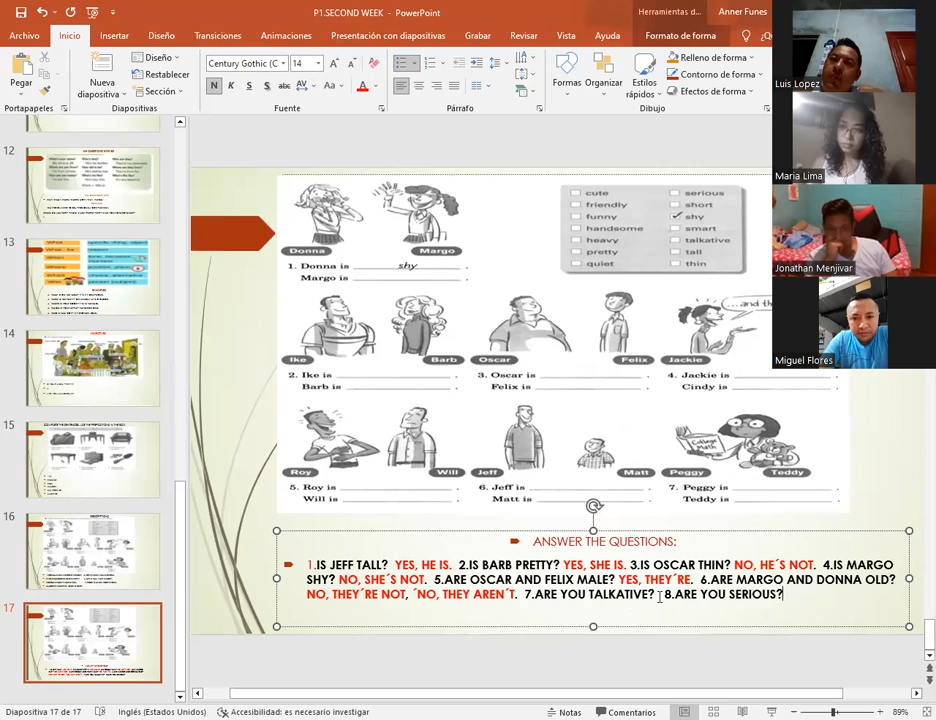 P1.SECOND WEEK - PowerPoint
Herramientas d...
Anner Funes
Archivo Inicio Insertar Diseño Transiciones Animaciones Presentación con diapositivas Grabar Revisar Vista Ayuda Formato de forma
Pegar
Nueva diapositiva
Diseño
Restablecer
Sección
Century Gothic (C 14
N K S abc AV Aa A
Formas Organizar Estilos rápidos
Relleno de forma
Contorno de forma
Efectos de forma
Portapapeles Diapositivas Fuente Párrafo Dibujo
Luis Lopez
Maria Lima
Jonathan Menjivar
Miguel Flores
12
13
14
15
16
17
cute serious
friendly short
funny shy
handsome smart
heavy talkative
pretty tall
quiet thin
Donna Margo
1. Donna is shy .
Margo is .
...and th
Ike Barb Oscar Felix Jackie
2. Ike is . 3. Oscar is . 4. Jackie is .
Barb is . Felix is . Cindy is .
College Math
Roy Will Jeff Matt Peggy Teddy
5. Roy is . 6. Jeff is . 7. Peggy is .
Will is . Matt is . Teddy is .
ANSWER THE QUESTIONS:
1.IS JEFF TALL? YES, HE IS. 2.IS BARB PRETTY? YES, SHE IS. 3.IS OSCAR THIN? NO, HE´S NOT. 4.IS MARGO
SHY? NO, SHE´S NOT. 5.ARE OSCAR AND FELIX MALE? YES, THEY´RE. 6.ARE MARGO AND DONNA OLD?
NO, THEY´RE NOT, ´NO, THEY AREN´T. 7.ARE YOU TALKATIVE? 8.ARE YOU SERIOUS?
Diapositiva 17 de 17 Inglés (Estados Unidos) Accesibilidad: es necesario investigar Notas Comentarios 89%